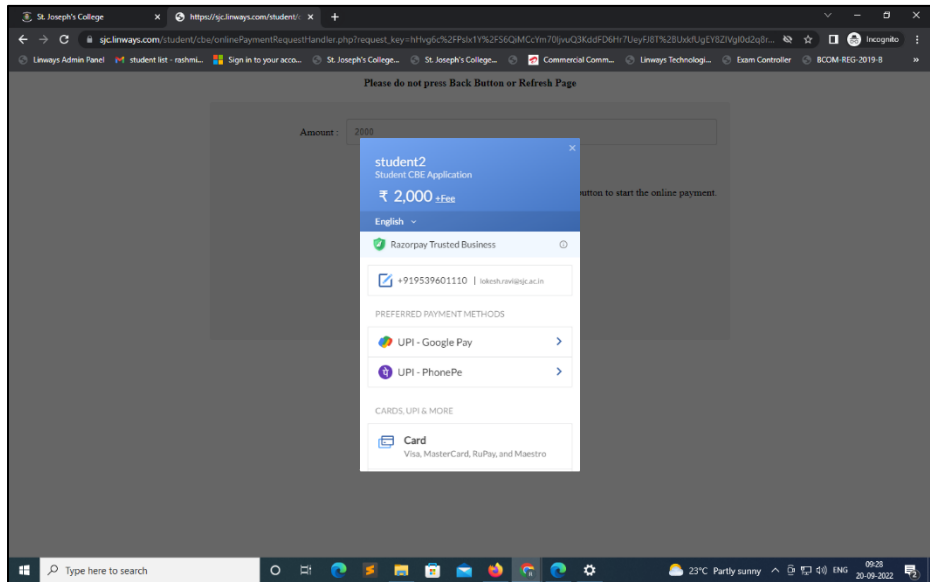 St. Joseph's College
https://sjc.linways.com/student/c
sjc.linways.com/student/cbe/onlinePaymentRequestHandler.php?request_key=
Incognito
Linways Admin Panel
student list - rashmi...
Sign in to your acco...
St. Joseph's College...
St. Joseph's College...
Commercial Comm...
Linways Technologi...
Exam Controller
BCOM-REG-2019-8
»
Please do not press Back Button or Refresh Page
Amount :
2000
student2
Student CBE Application
₹ 2,000 +Fee
button to start the online payment.
English
Razorpay Trusted Business
+919539601110 | lokesh.ravi@sjc.ac.in
PREFERRED PAYMENT METHODS
UPI - Google Pay
UPI - PhonePe
CARDS, UPI & MORE
Card
Visa, MasterCard, RuPay, and Maestro
Type here to search
23°C Partly sunny
ENG
09:28
20-09-2022
2